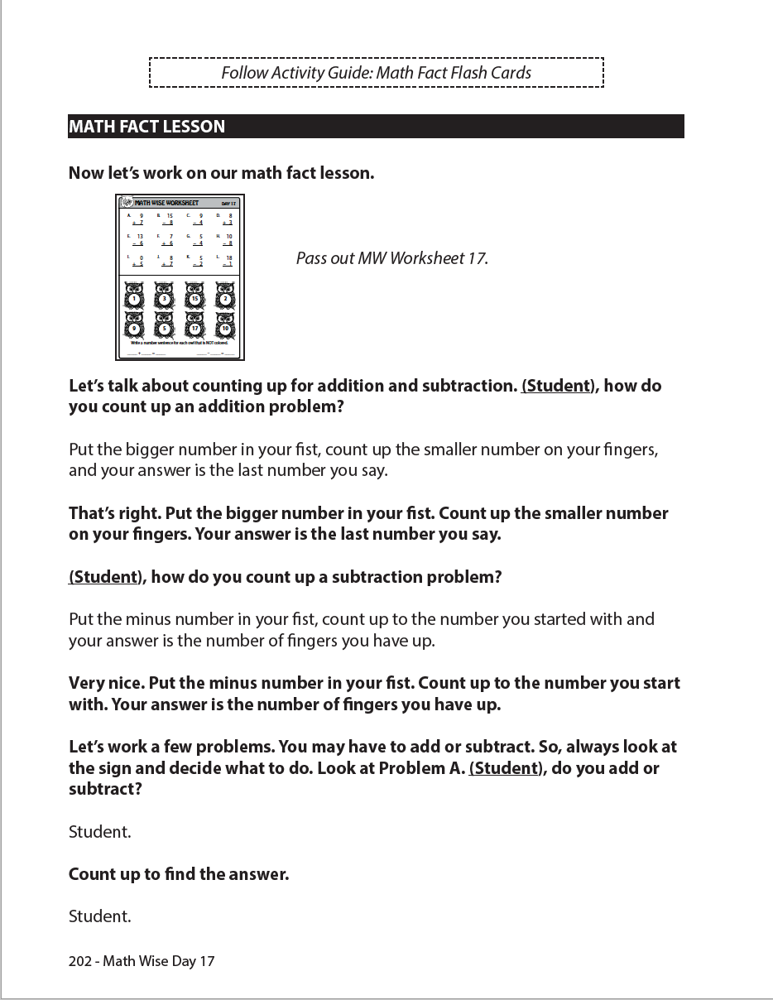 Follow Activity Guide: Math Fact Flash Cards
MATH FACT LESSON
Now let’s work on our math fact lesson.
MATH WISE WORKSHEET DAY 17
A. 9 B. 15 C. 9 D. 8
+ 7 − 8 − 4 + 3
E. 13 F. 7 G. 5 H. 10
− 6 + 6 − 4 − 8
I. 0 J. 8 K. 5 L. 18
+ 5 + 7 − 2 − 1
1 3 15 2
9 5 17 10
Write a number sentence for each owl that is NOT colored.
____ + ____ = ____ ____ - ____ = ____
Pass out MW Worksheet 17.
Let’s talk about counting up for addition and subtraction. (Student), how do
you count up an addition problem?
Put the bigger number in your fist, count up the smaller number on your fingers,
and your answer is the last number you say.
That’s right. Put the bigger number in your fist. Count up the smaller number
on your fingers. Your answer is the last number you say.
(Student), how do you count up a subtraction problem?
Put the minus number in your fist, count up to the number you started with and
your answer is the number of fingers you have up.
Very nice. Put the minus number in your fist. Count up to the number you start
with. Your answer is the number of fingers you have up.
Let’s work a few problems. You may have to add or subtract. So, always look at
the sign and decide what to do. Look at Problem A. (Student), do you add or
subtract?
Student.
Count up to find the answer.
Student.
202 - Math Wise Day 17